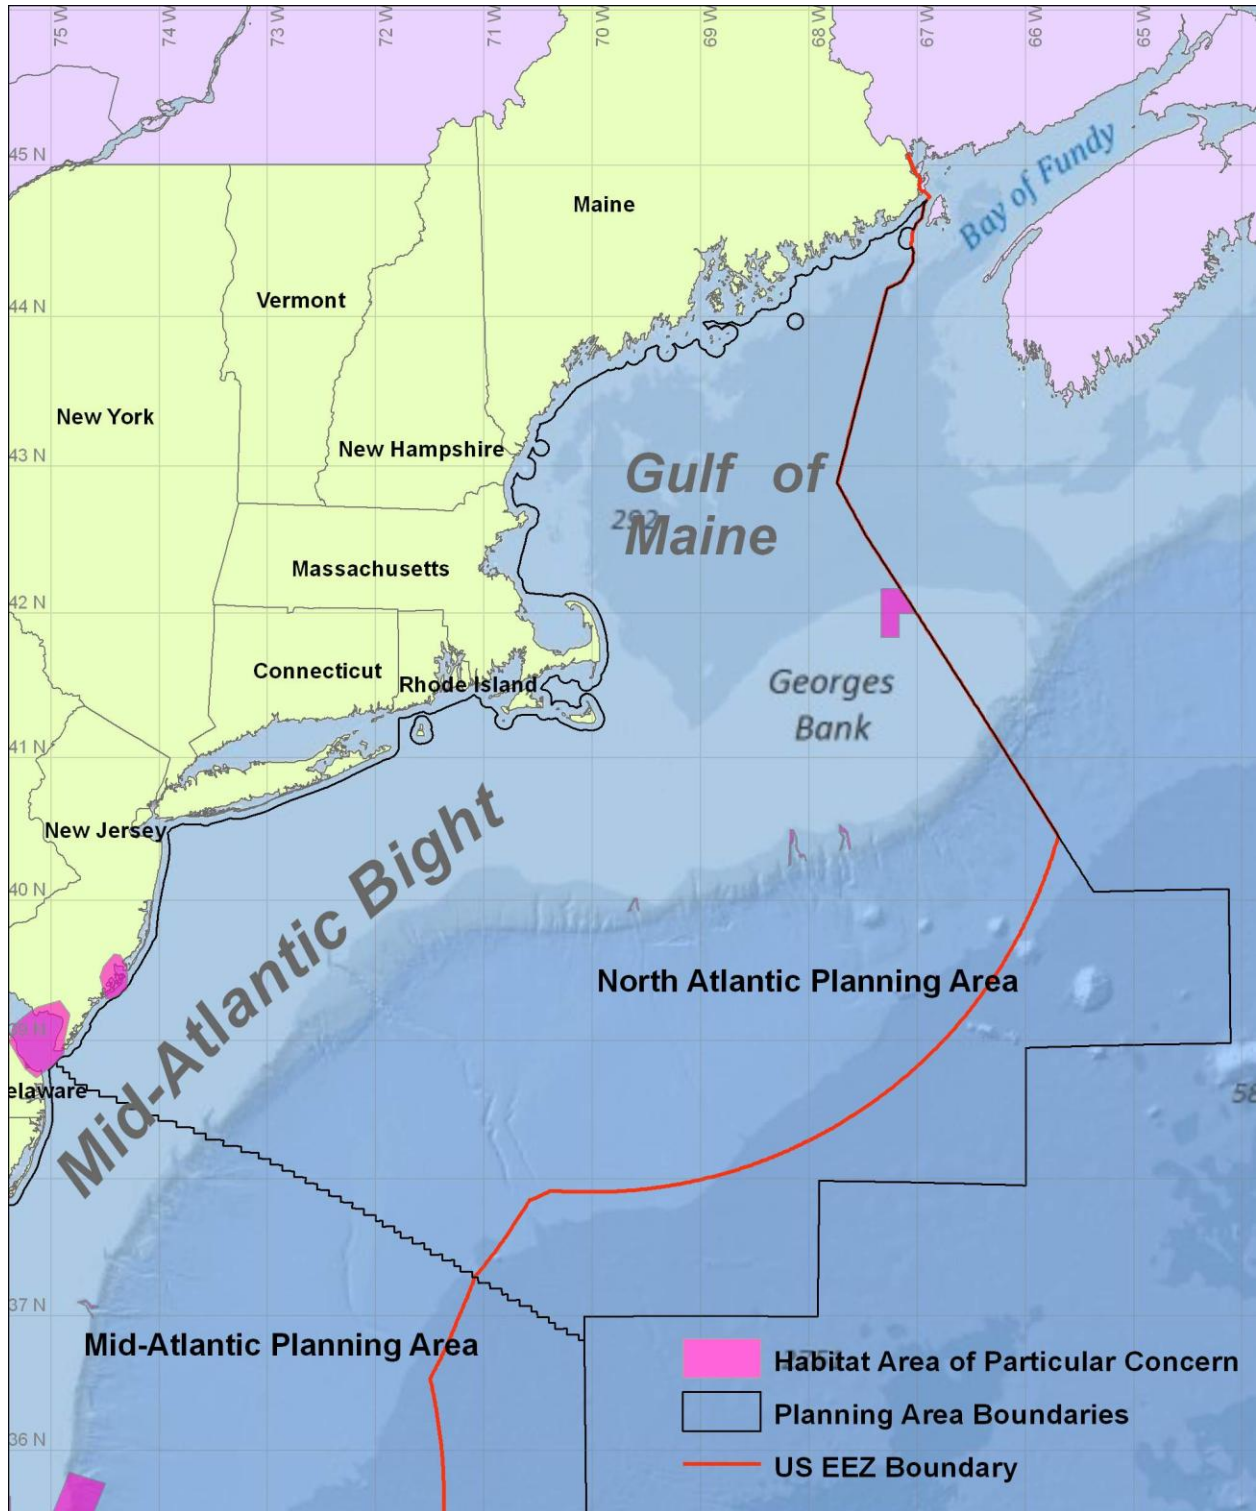 75 W
74 W
73 W
72 W
71 W
70 W
69 W
68 W
67 W
66 W
65 W
45 N
Bay of Fundy
Maine
Vermont
44 N
New York
New Hampshire
43 N
Gulf of
Maine
292
Massachusetts
42 N
Connecticut
Rhode Island
Georges
Bank
41 N
New Jersey
Mid-Atlantic Bight
40 N
North Atlantic Planning Area
39 N
elaware
58
37 N
Mid-Atlantic Planning Area
Habitat Area of Particular Concern
Planning Area Boundaries
36 N
US EEZ Boundary